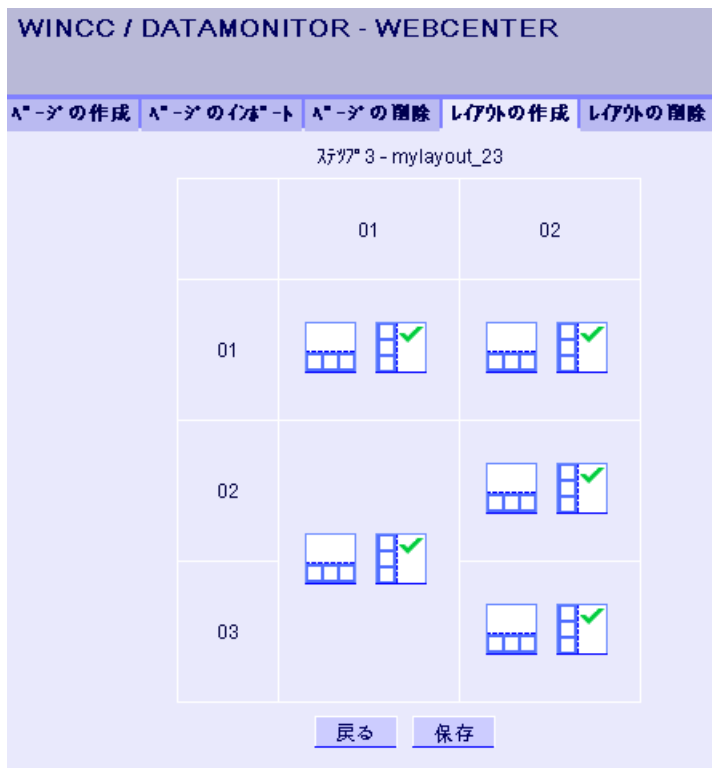 WINCC / DATAMONITOR - WEBCENTER
ﾍﾟｰｼﾞの作成 ﾍﾟｰｼﾞのｲﾝﾎﾟｰﾄ ﾍﾟｰｼﾞの削除 ﾚｲｱｳﾄの作成 ﾚｲｱｳﾄの削除
ｽﾃｯﾌﾟ 3 - mylayout_23
01 02
01
02
03
戻る 保存